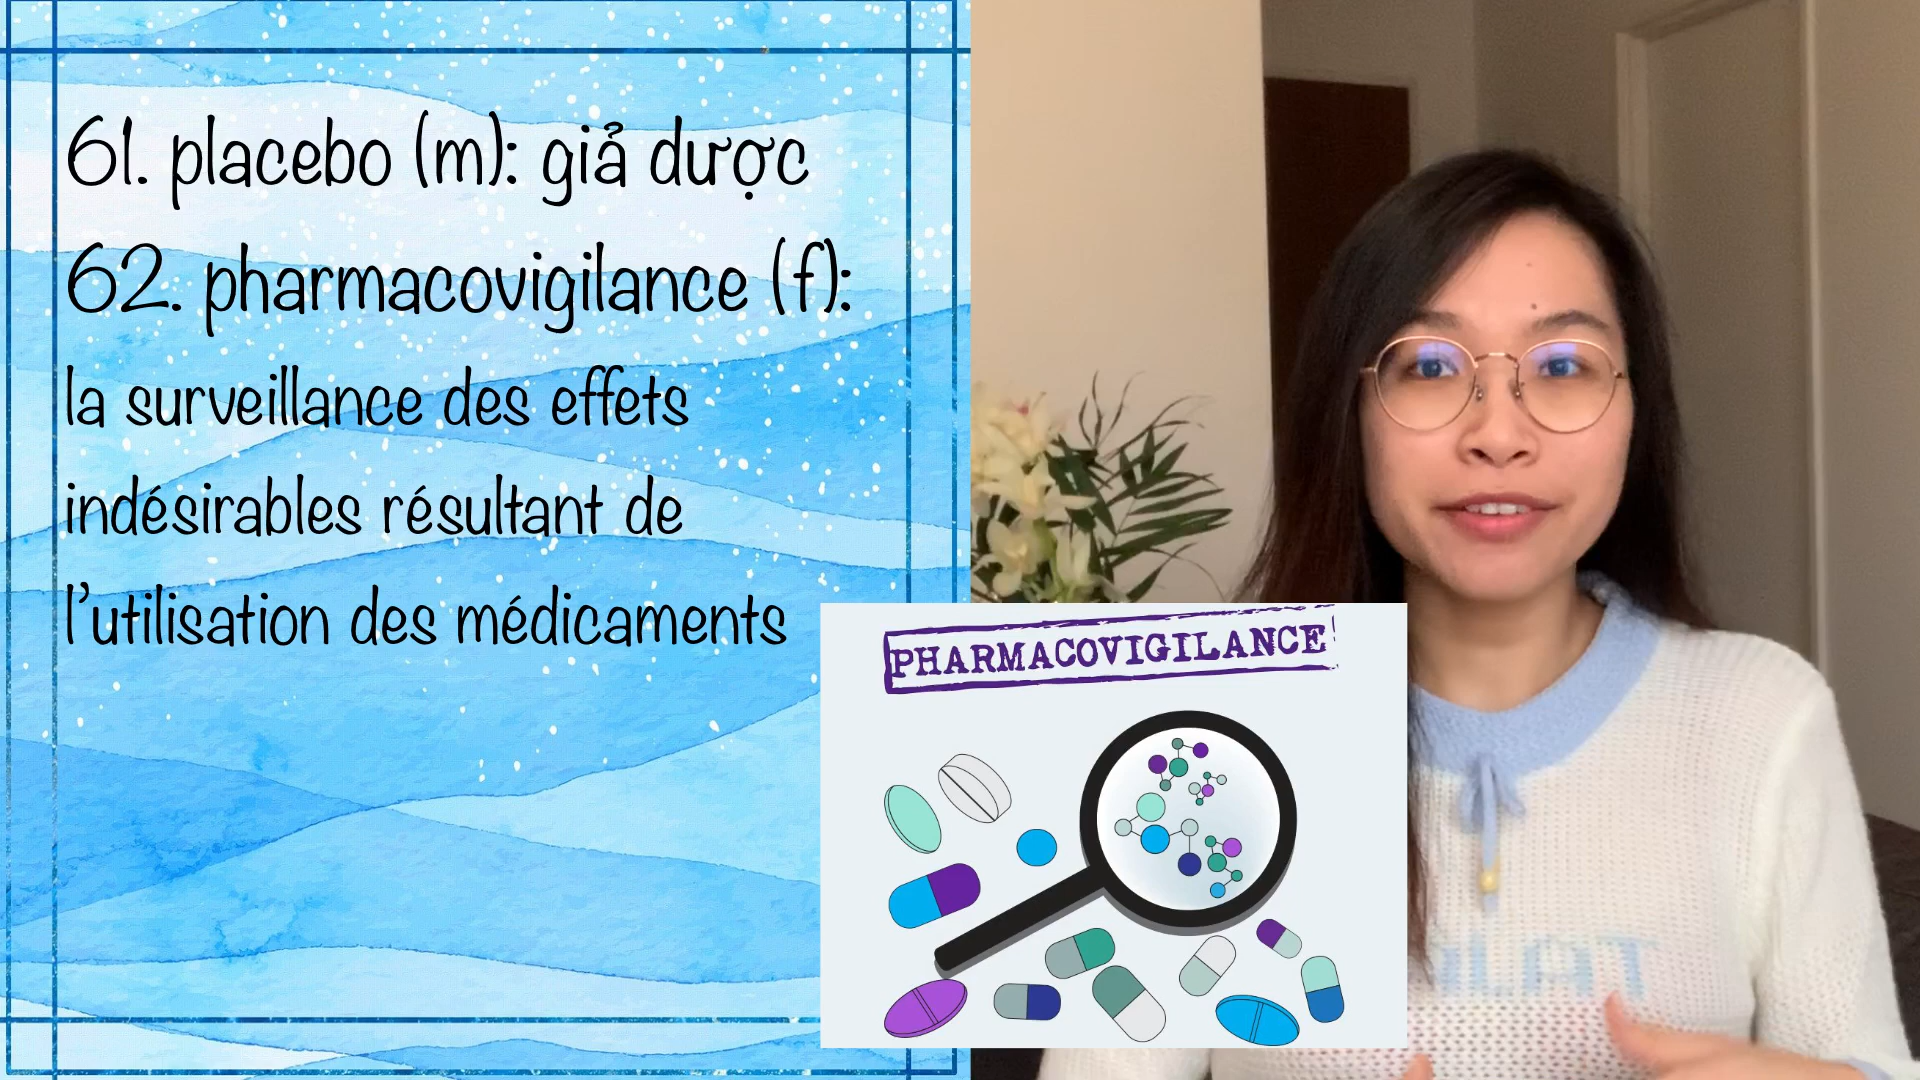 61. placebo (m): giả dược
62. pharmacovigilance (f):
la surveillance des effets
indésirables résultant de
l'utilisation des médicaments
PHARMACOVIGILANCE